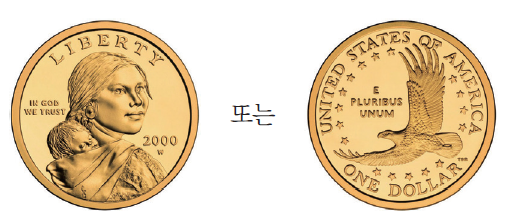 LIBERTY
IN GOD
WE TRUST
2000
W
또는
UNITED STATES OF AMERICA
E
PLURIBUS
UNUM
ONE DOLLAR